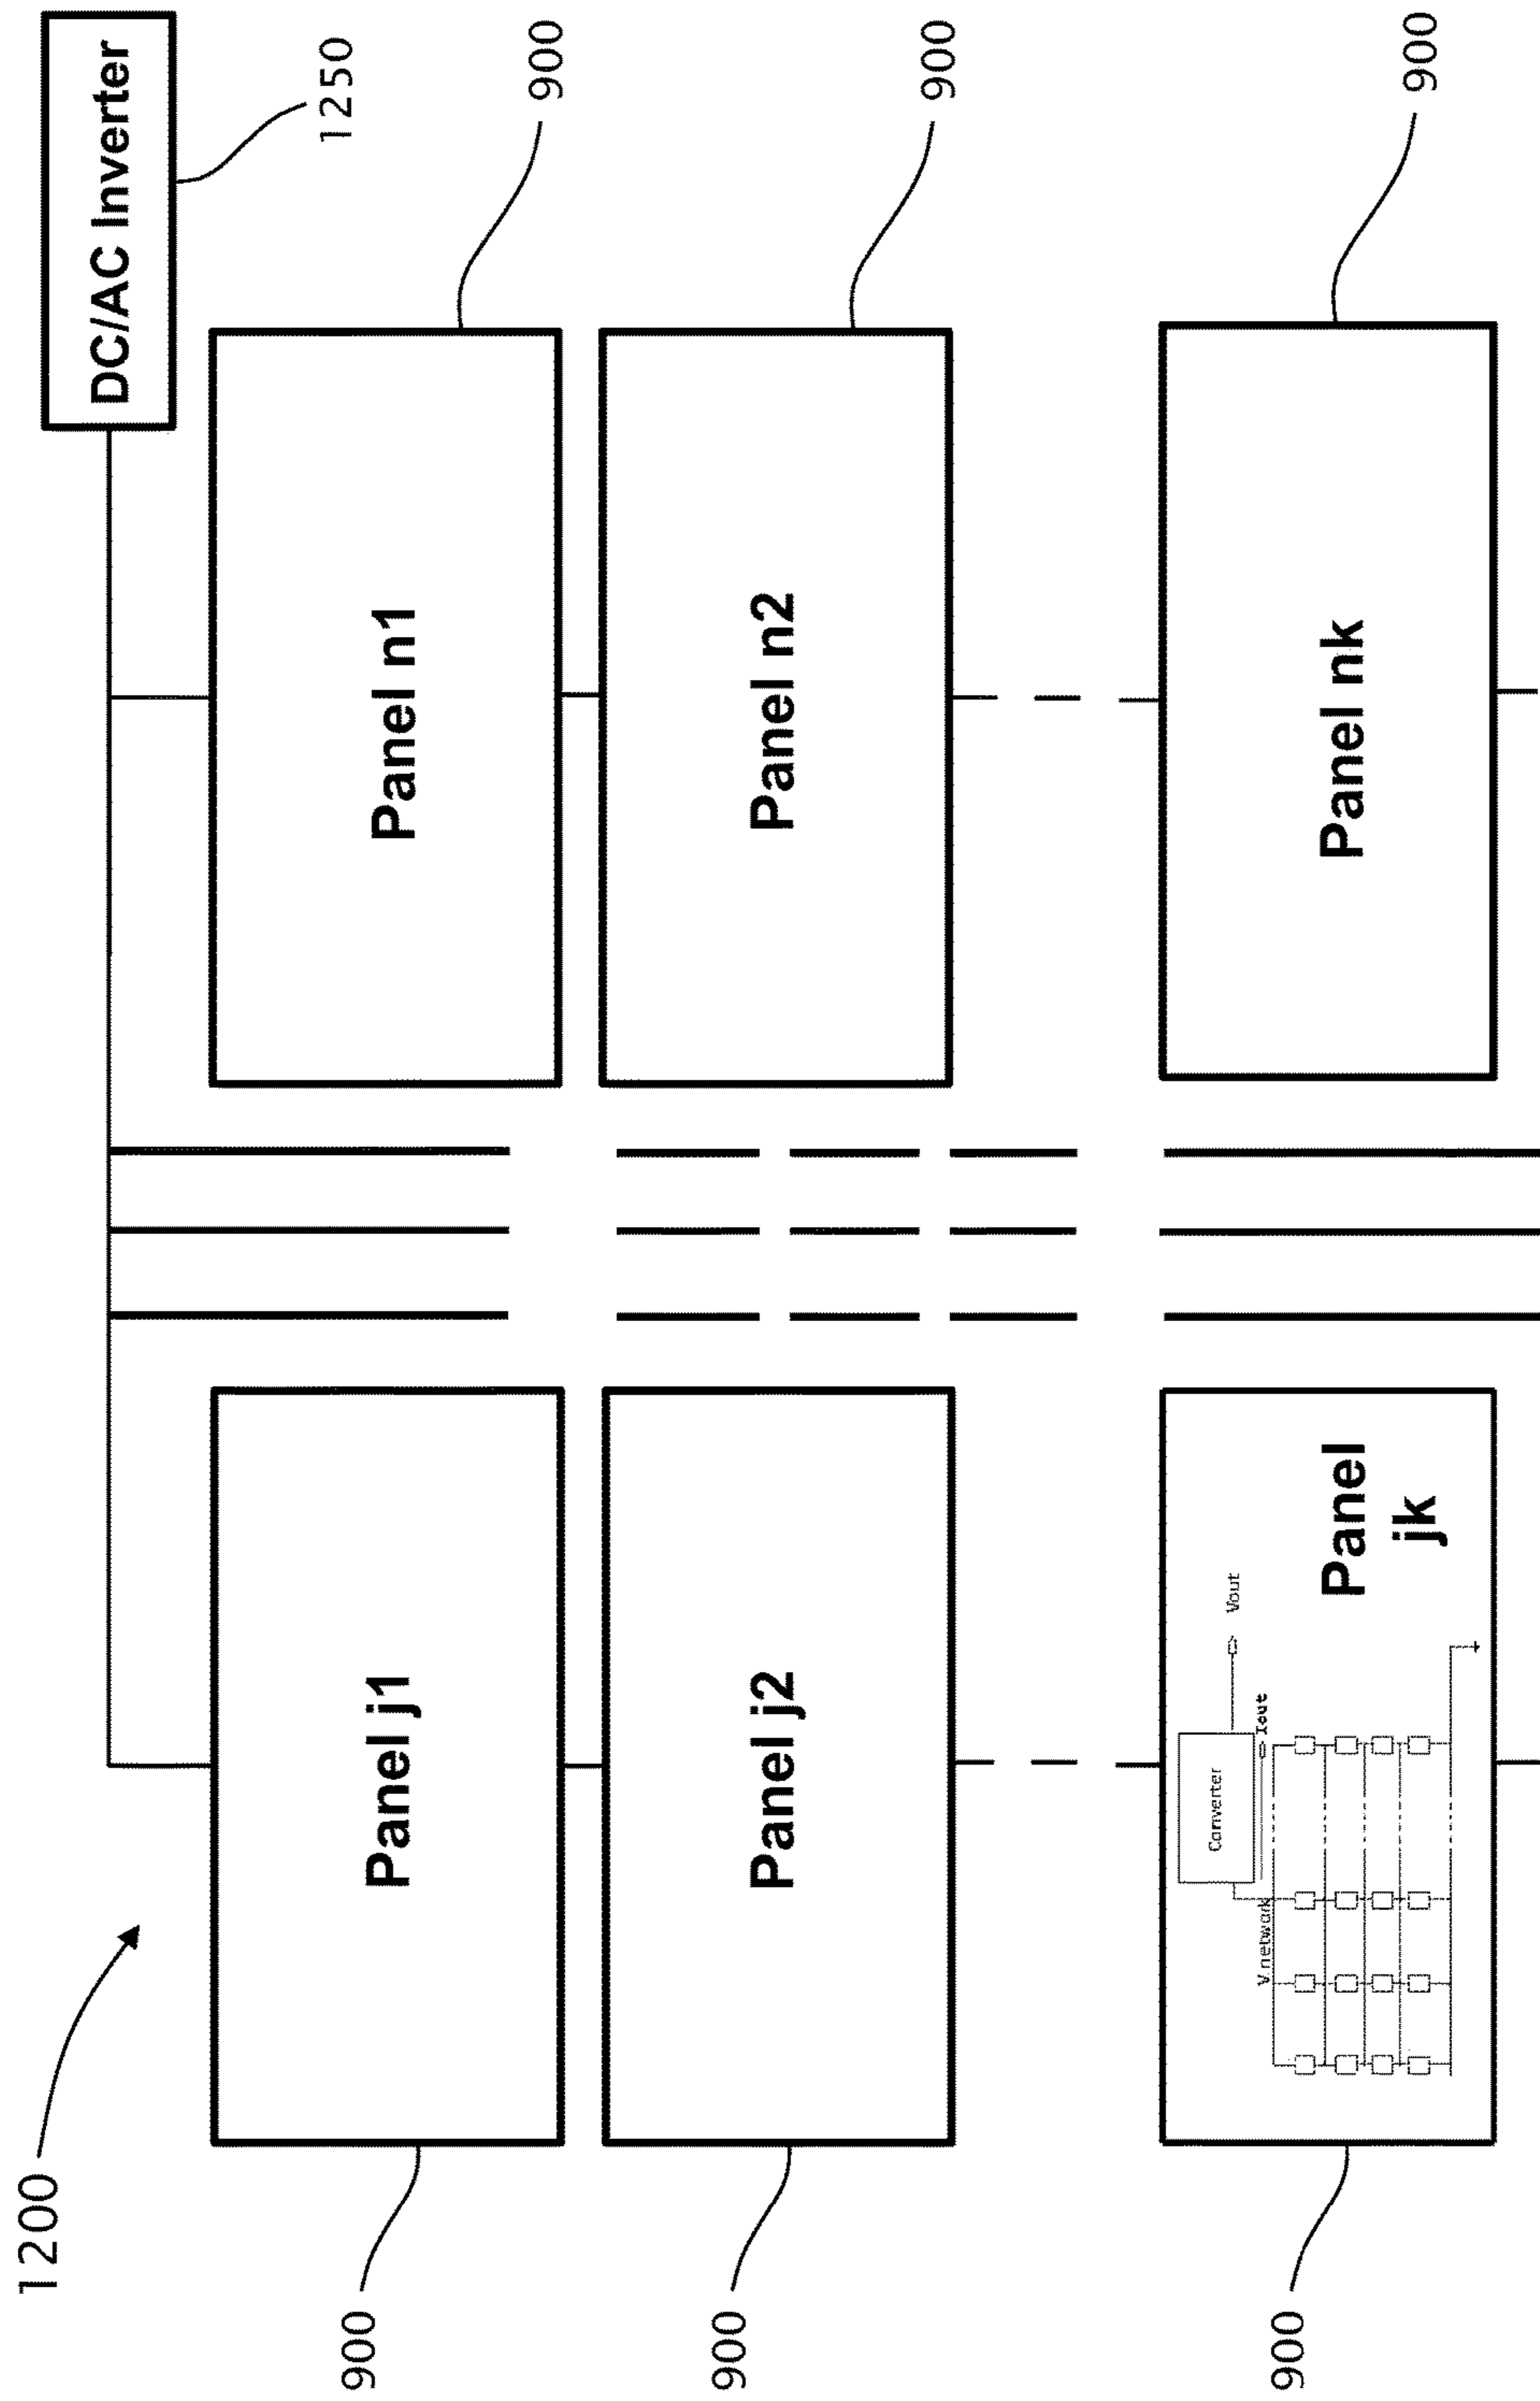 1200
DC/AC Inverter
1250
900
Panel j1
Panel n1
900
900
Panel j2
Panel n2
900
900
Converter
Vout
V.network
Iout
Panel
jk
Panel nk
900